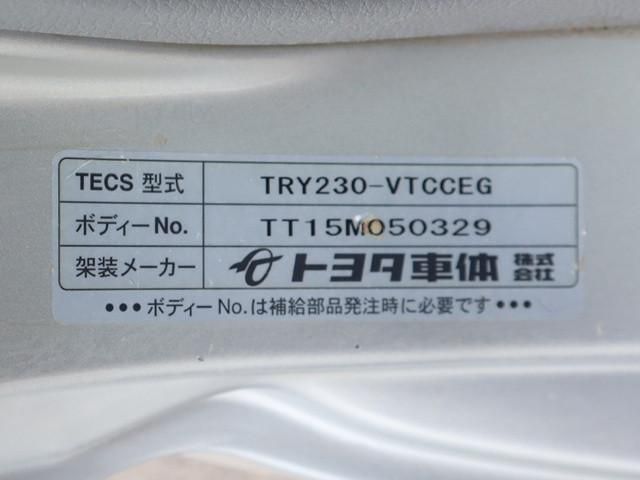 TECS 型式 TRY230-VTCCEG
ボディーNo. TT15M050329
架装メーカー トヨタ車体 株式会社
●●●ボディーNo.は補給部品発注時に必要です●●●